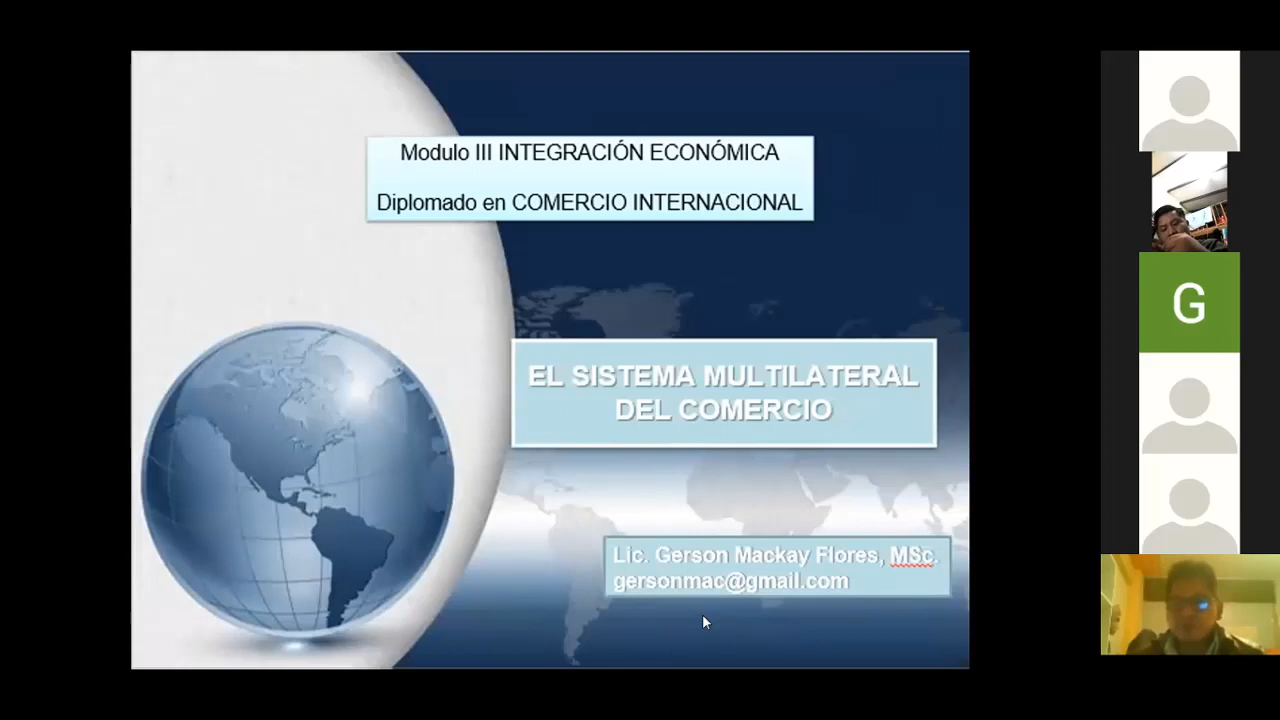 Modulo III INTEGRACIÓN ECONÓMICA
Diplomado en COMERCIO INTERNACIONAL
EL SISTEMA MULTILATERAL
DEL COMERCIO
Lic. Gerson Mackay Flores, MSc.
gersonmac@gmail.com
G